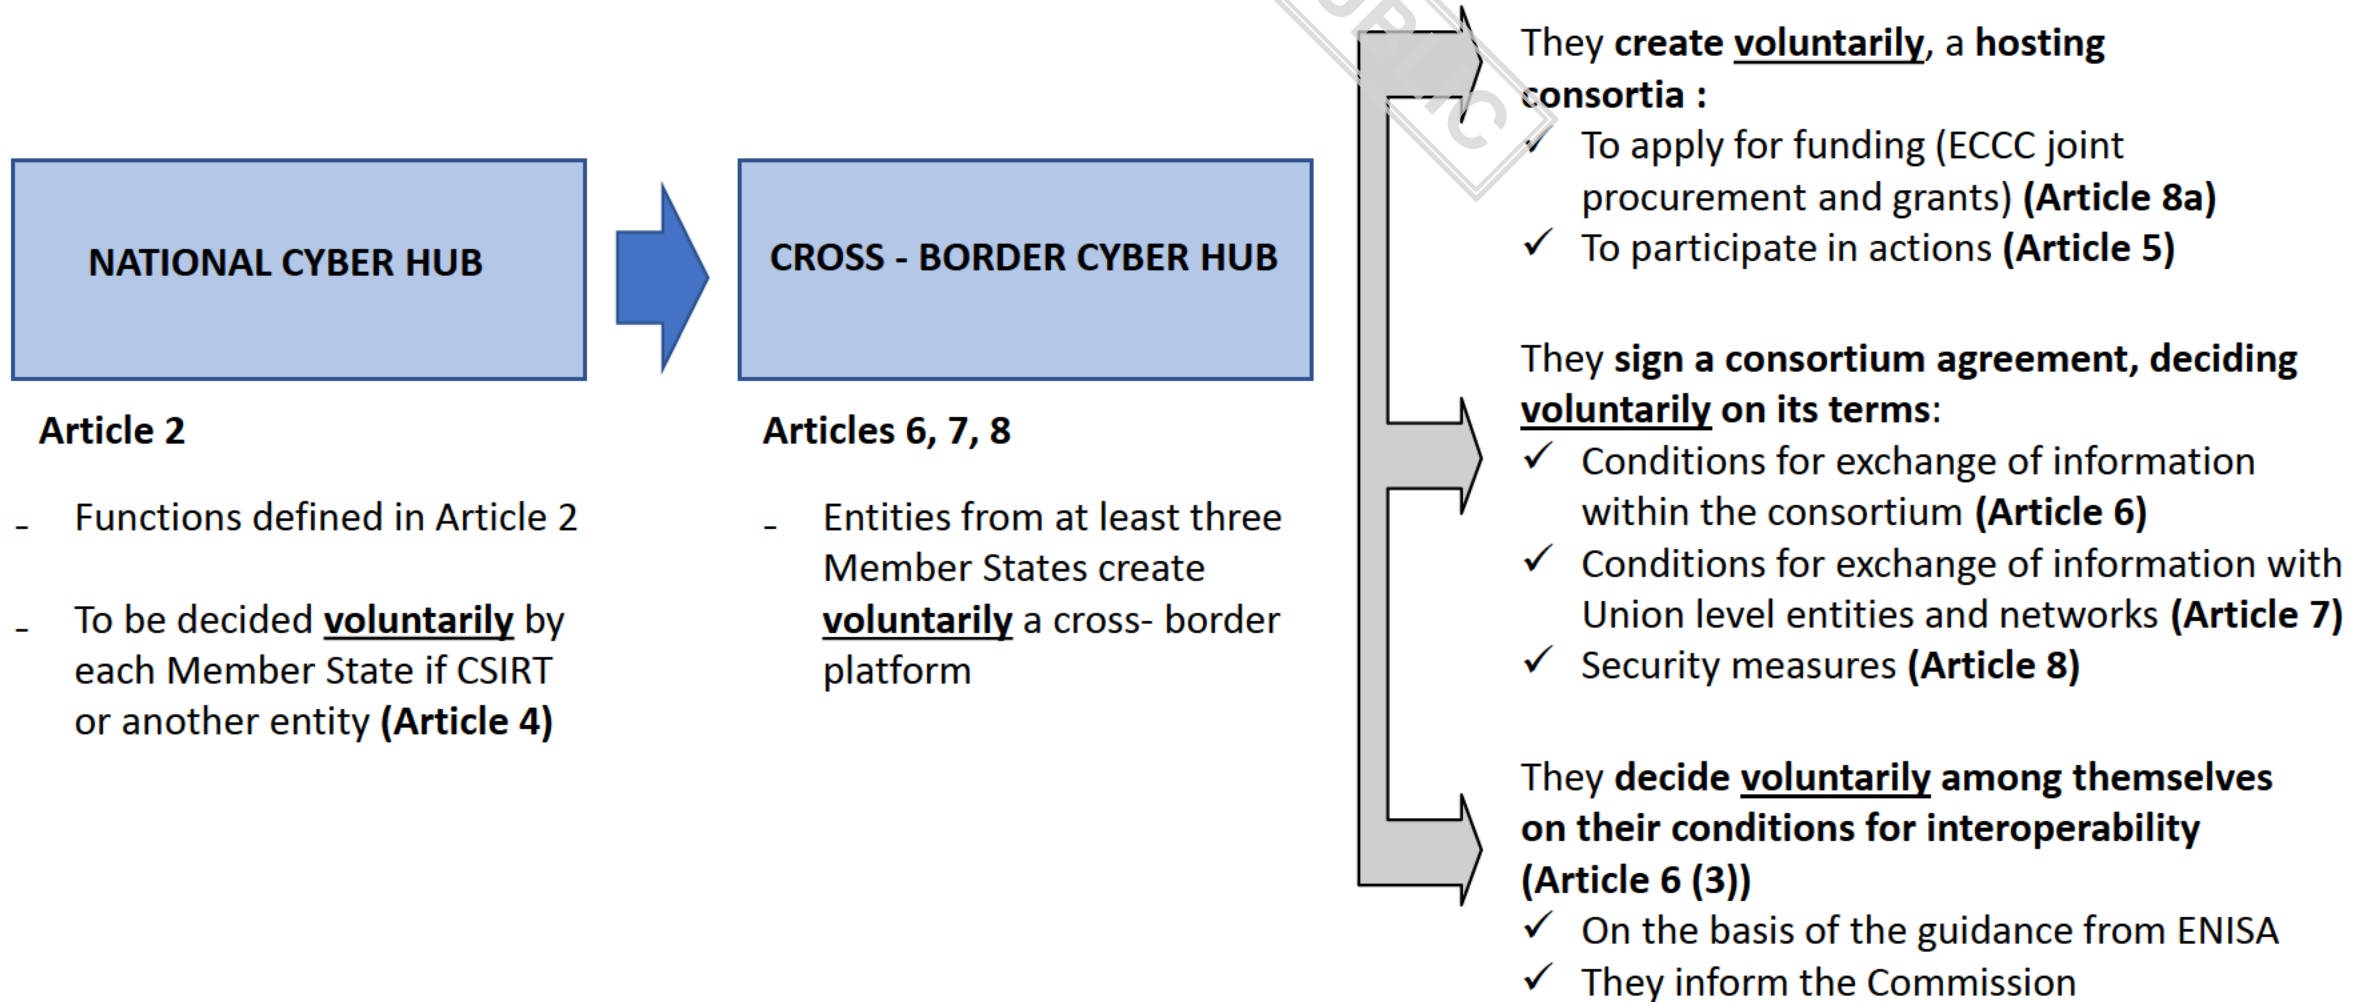 NATIONAL CYBER HUB
Article 2
- Functions defined in Article 2
- To be decided voluntarily by
each Member State if CSIRT
or another entity (Article 4)
CROSS - BORDER CYBER HUB
Articles 6, 7, 8
- Entities from at least three
Member States create
voluntarily a cross- border
platform
They create voluntarily, a hosting
consortia :
✓ To apply for funding (ECCC joint
procurement and grants) (Article 8a)
✓ To participate in actions (Article 5)
They sign a consortium agreement, deciding
voluntarily on its terms:
✓ Conditions for exchange of information
within the consortium (Article 6)
✓ Conditions for exchange of information with
Union level entities and networks (Article 7)
✓ Security measures (Article 8)
They decide voluntarily among themselves
on their conditions for interoperability
(Article 6 (3))
✓ On the basis of the guidance from ENISA
✓ They inform the Commission